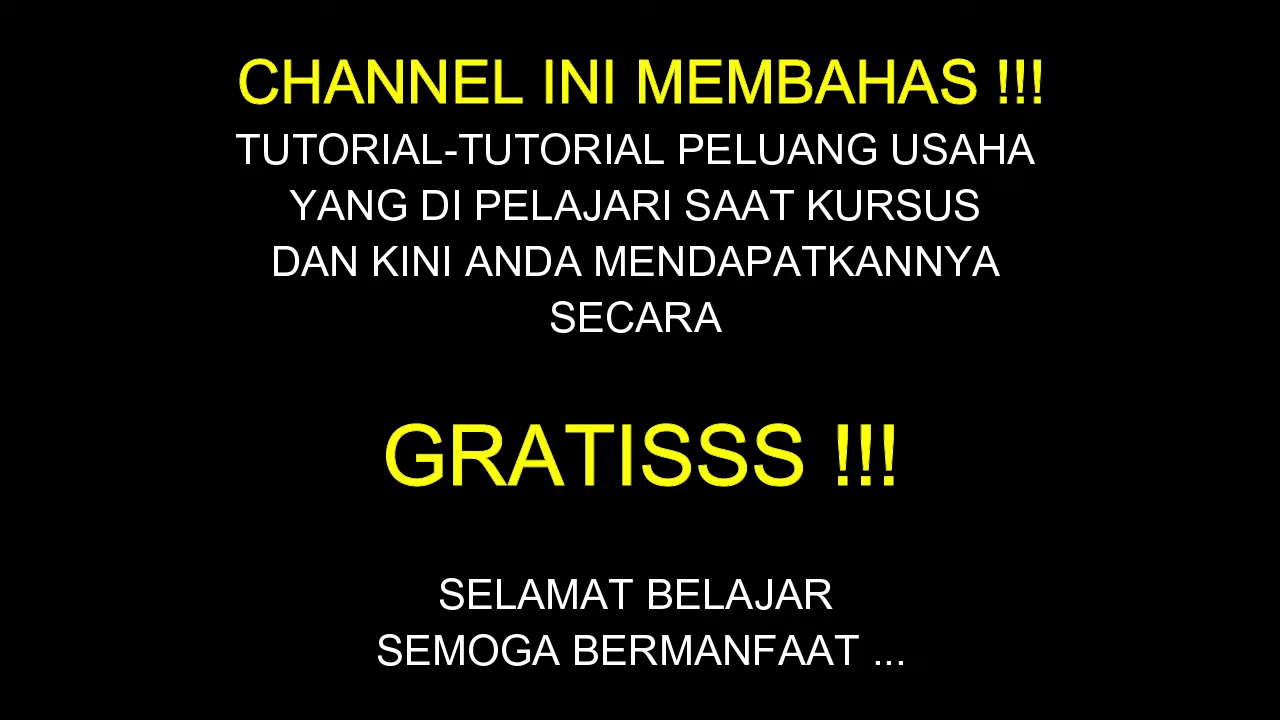 CHANNEL INI MEMBAHAS !!!
TUTORIAL-TUTORIAL PELUANG USAHA
YANG DI PELAJARI SAAT KURSUS
DAN KINI ANDA MENDAPATKANNYA
SECARA
GRATISSS !!!
SELAMAT BELAJAR
SEMOGA BERMANFAAT ...